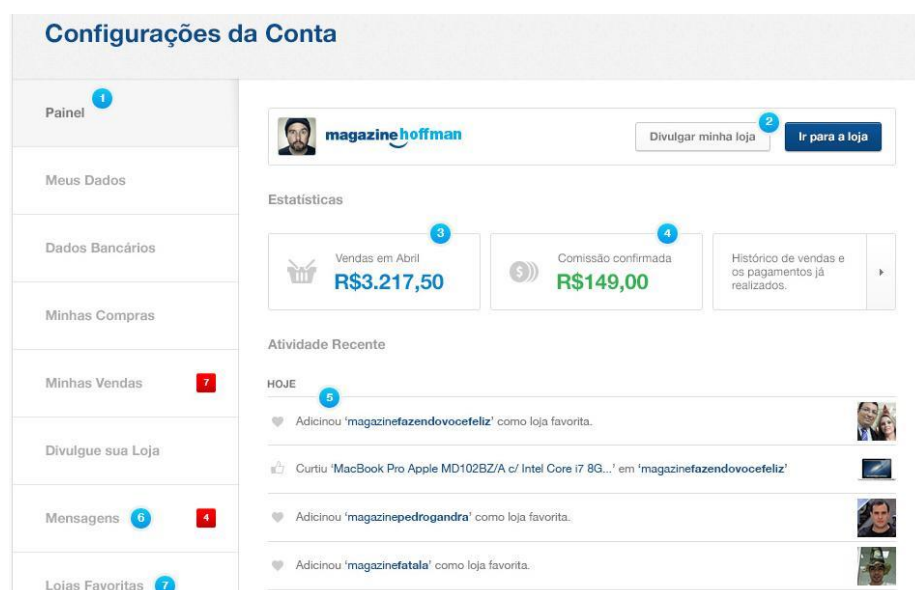 Configurações da Conta
Painel
1
Meus Dados
Dados Bancários
Minhas Compras
Minhas Vendas
7
Divulgue sua Loja
Mensagens
6
4
Lojas Favoritas
7
magazinehoffman
Divulgar minha loja
2
Ir para a loja
Estatísticas
3
Vendas em Abril
R$3.217,50
4
Comissão confirmada
R$149,00
Histórico de vendas e
os pagamentos já
realizados.
Atividade Recente
HOJE
5
Adicinou ‘magazinefazendovocefeliz’ como loja favorita.
Curtiu ‘MacBook Pro Apple MD102BZ/A c/ Intel Core i7 8G...’ em ‘magazinefazendovocefeliz’
Adicinou ‘magazinepedrogandra’ como loja favorita.
Adicinou ‘magazinefatala’ como loja favorita.